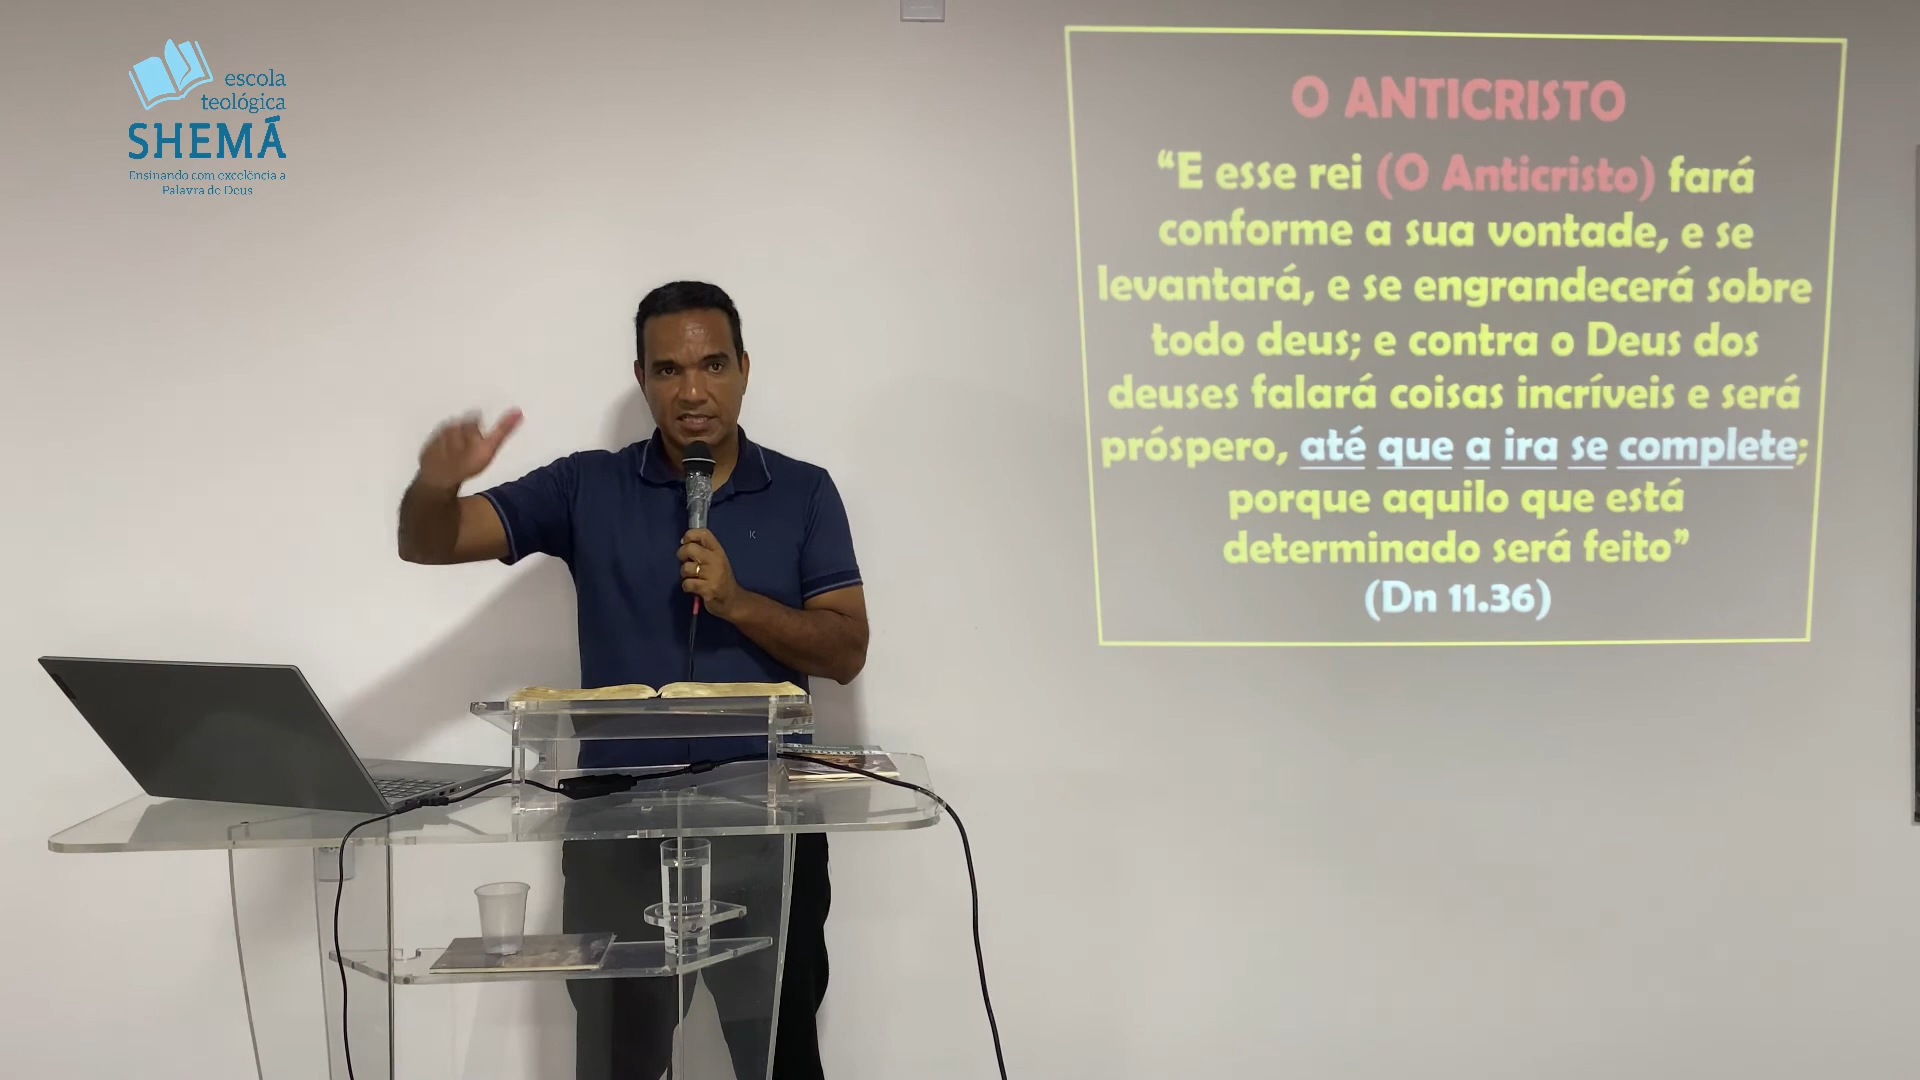 escola
teológica
SHEMÁ
Ensinando com excelência a
Palavra de Deus
O ANTICRISTO
“E esse rei (O Anticristo) fará
conforme a sua vontade, e se
levantará, e se engrandecerá sobre
todo deus; e contra o Deus dos
deuses falará coisas incríveis e será
próspero, até que a ira se complete;
porque aquilo que está
determinado será feito”
(Dn 11.36)